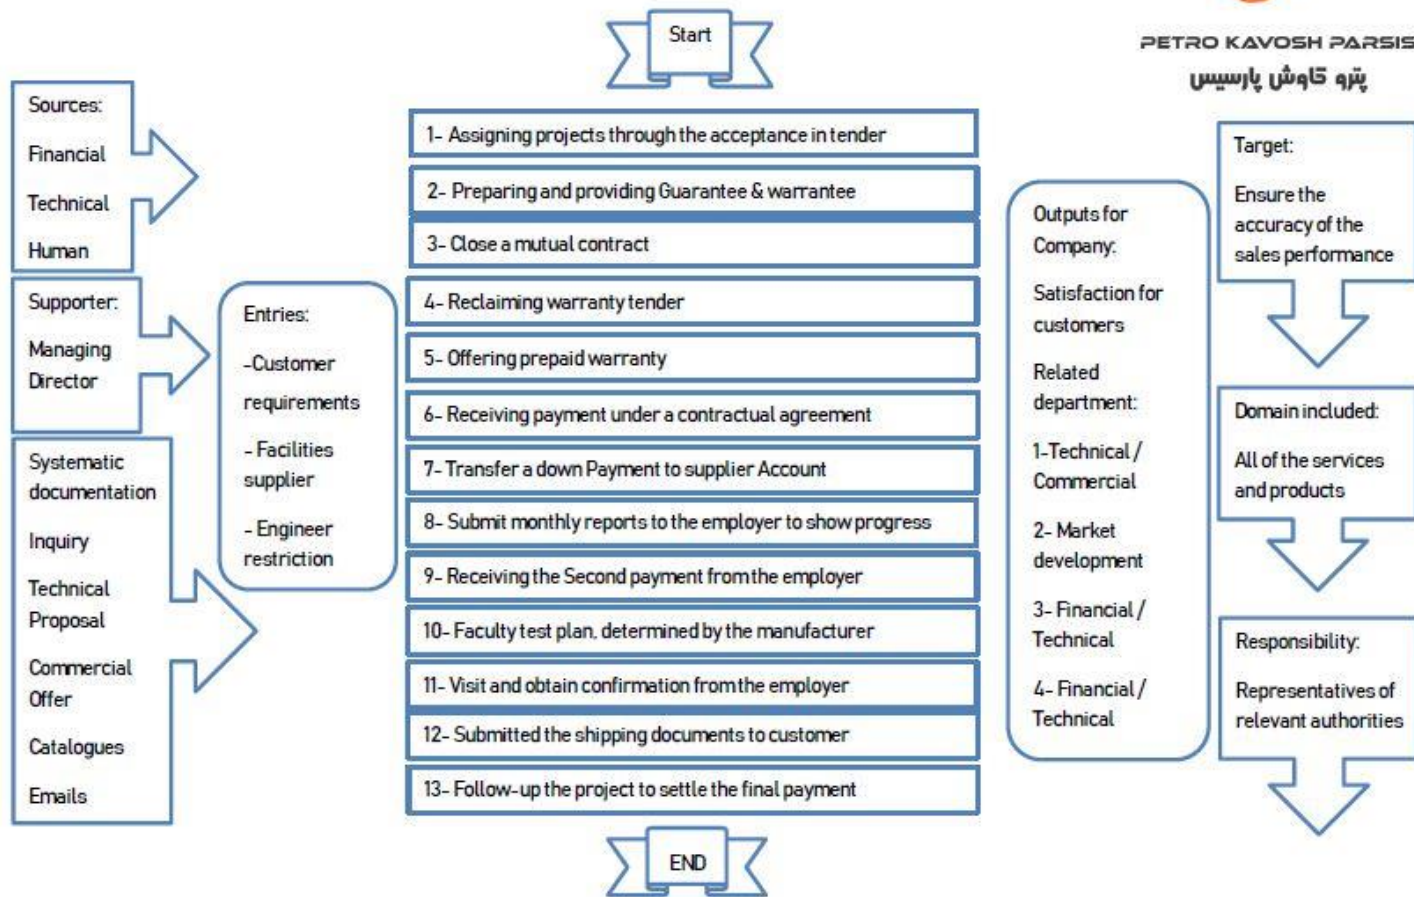 Start
PETRO KAVOSH PARSIS
پترو کاوش پارسیس
Sources:
Financial
Technical
Human
Supporter:
Managing
Director
Systematic
documentation
Inquiry
Technical
Proposal
Commercial
Offer
Catalogues
Emails
Entries:
-Customer
requirements
- Facilities
supplier
- Engineer
restriction
1- Assigning projects through the acceptance in tender
2- Preparing and providing Guarantee & warrantee
3- Close a mutual contract
4- Reclaiming warranty tender
5- Offering prepaid warranty
6- Receiving payment under a contractual agreement
7- Transfer a down Payment to supplier Account
8- Submit monthly reports to the employer to show progress
9- Receiving the Second payment from the employer
10- Faculty test plan, determined by the manufacturer
11- Visit and obtain confirmation from the employer
12- Submitted the shipping documents to customer
13- Follow-up the project to settle the final payment
END
Outputs for
Company:
Satisfaction for
customers
Related
department:
1-Technical /
Commercial
2- Market
development
3- Financial /
Technical
4- Financial /
Technical
Target:
Ensure the
accuracy of the
sales performance
Domain included:
All of the services
and products
Responsibility:
Representatives of
relevant authorities